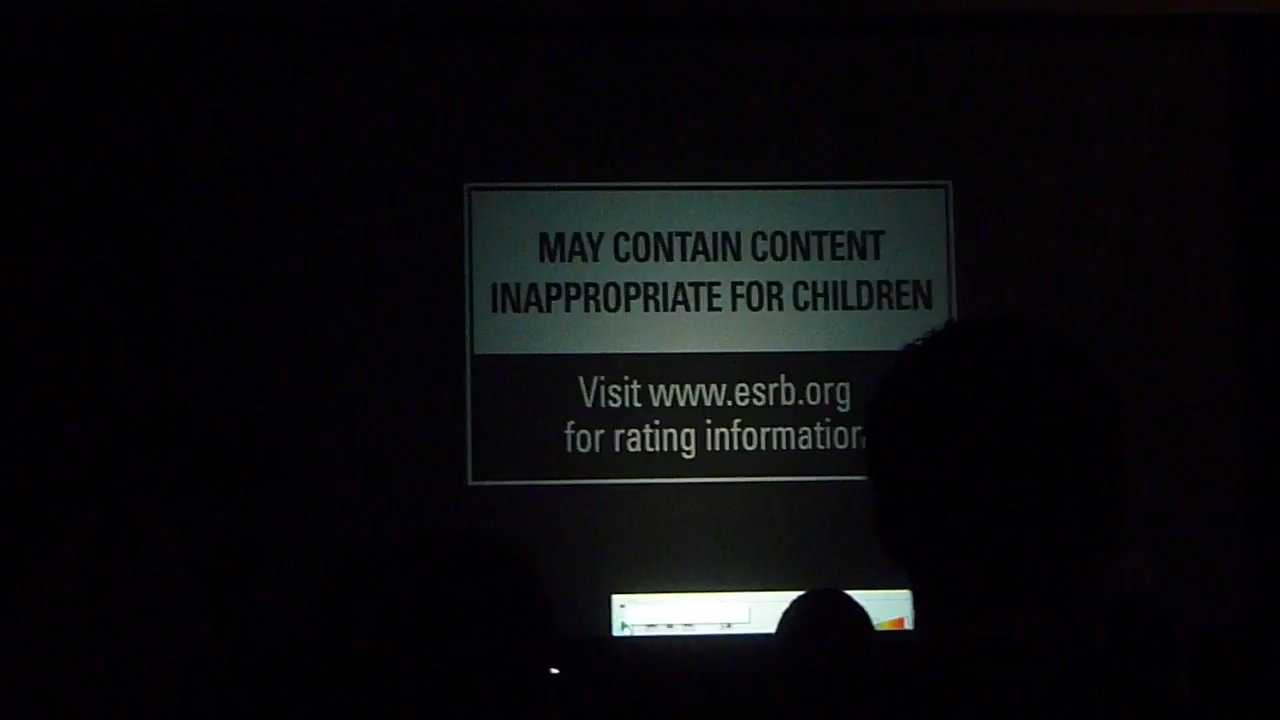 MAY CONTAIN CONTENT
INAPPROPRIATE FOR CHILDREN
Visit www.esrb.org
for rating information